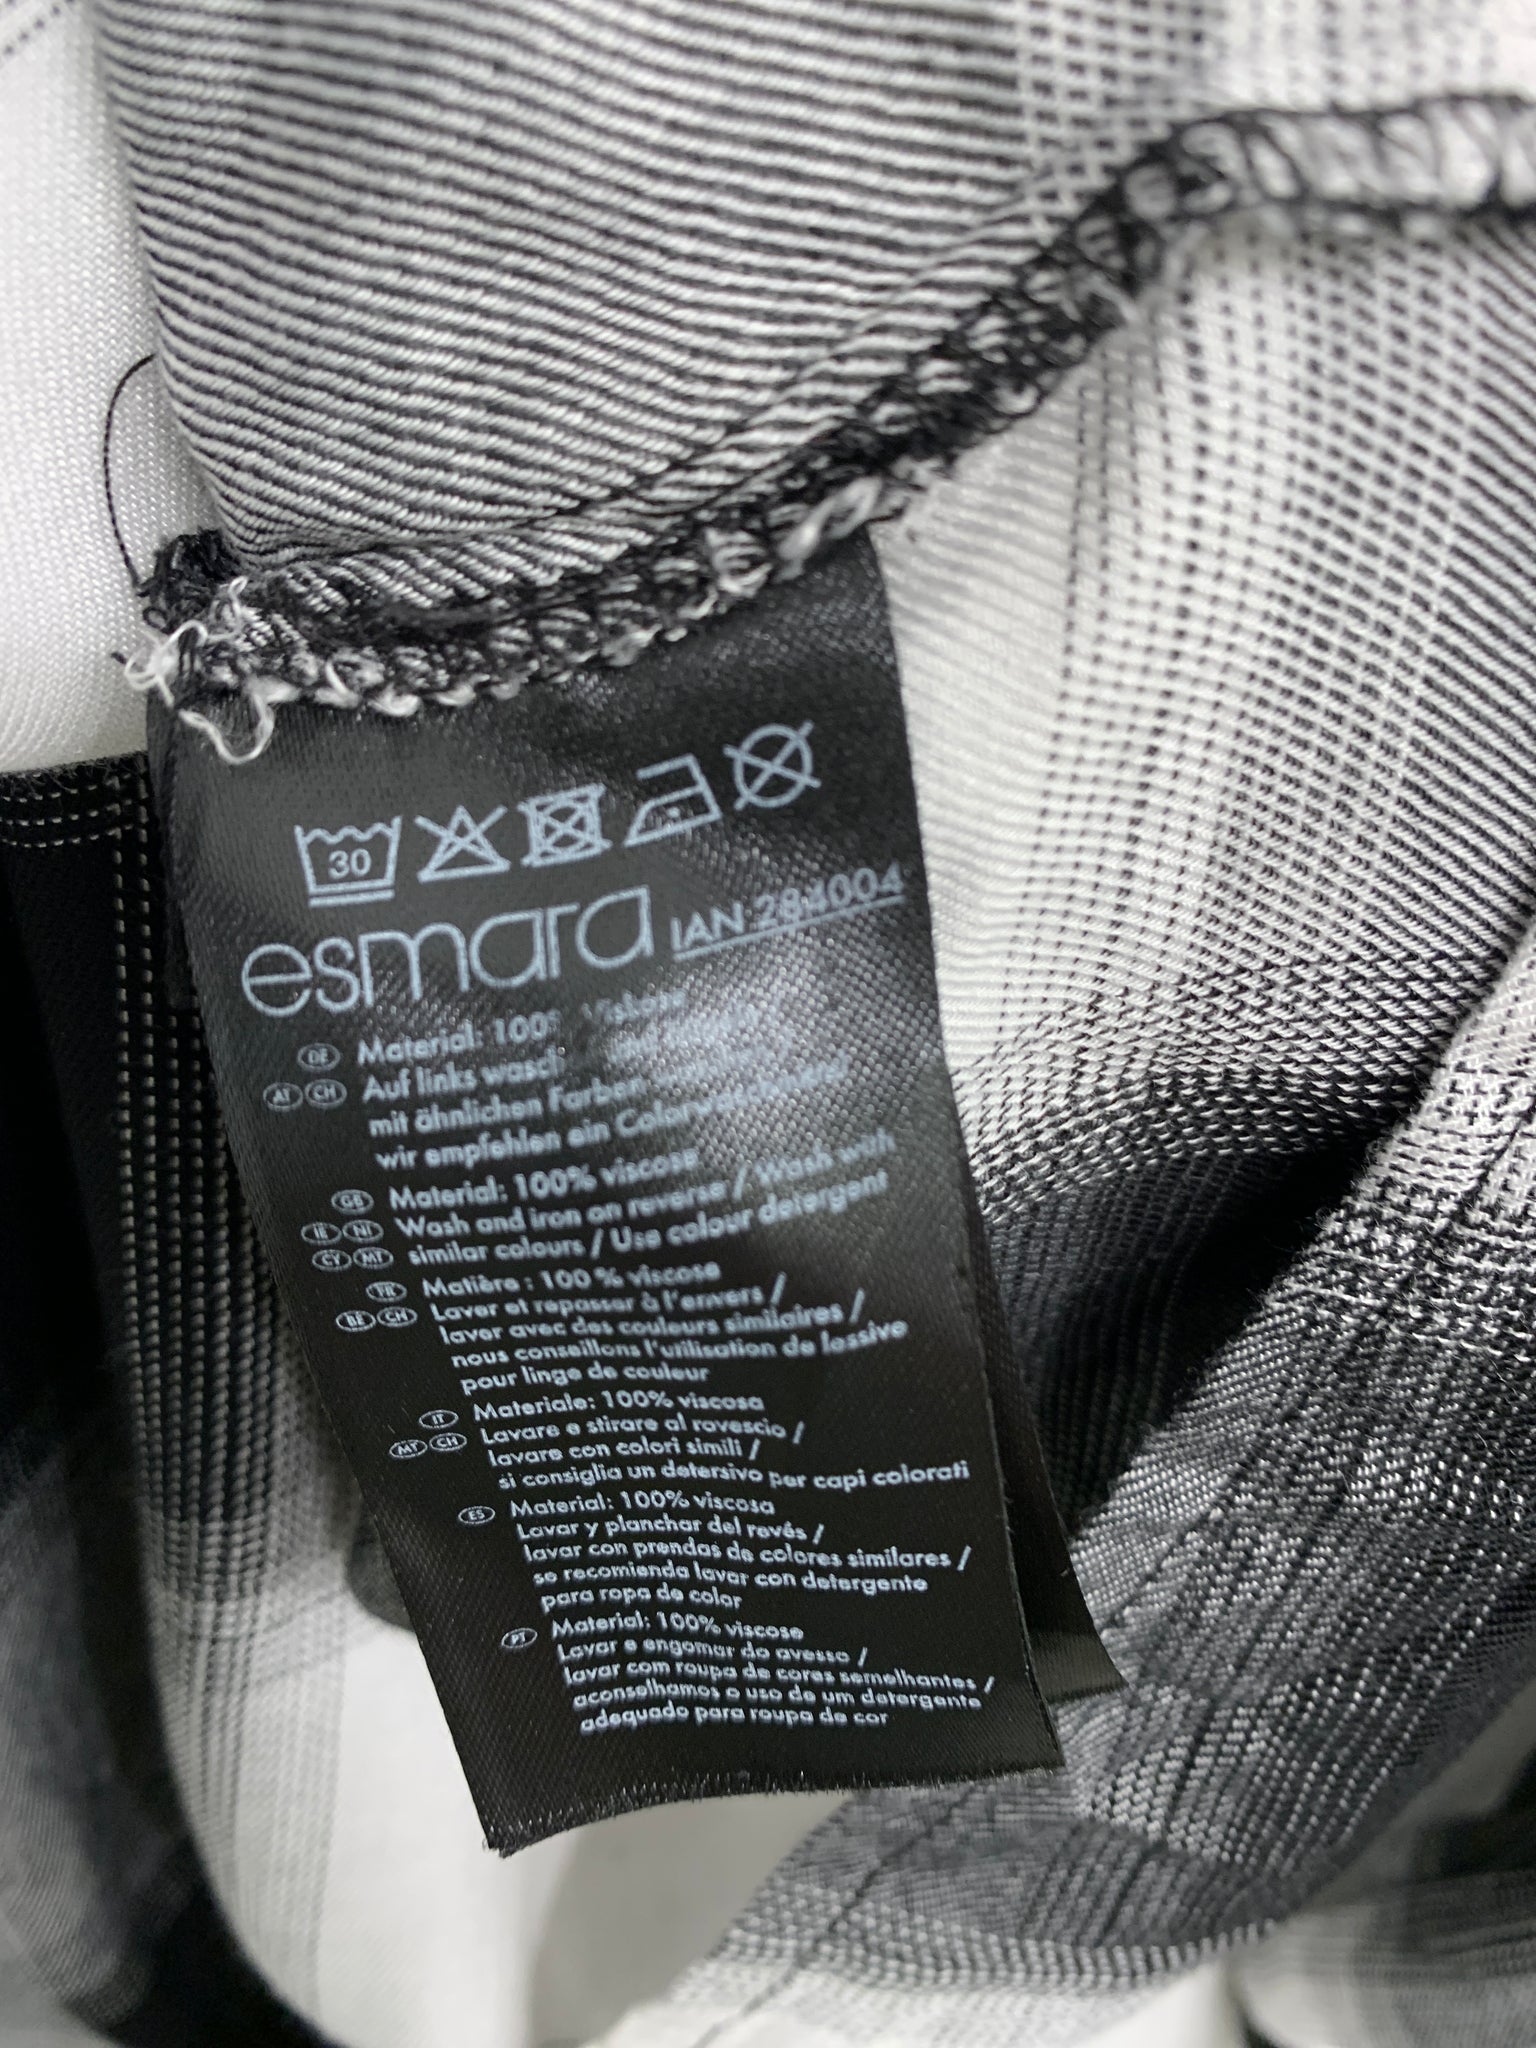 30
esmara IAN 284004
DE Material: 100%
AT CH Auf links
mit ähnlichen Farben
wir empfehlen ein
GB Material: 100% viscose
IE NI Wash and iron on reverse / Wash with
CY MT similar colours / Use colour detergent
FR Matière : 100 % viscose
BE CH Laver et repasser à l'envers /
laver avec des couleurs similaires /
nous conseillons l'utilisation de lessive
pour linge de couleur
IT Materiale: 100% viscosa
MT CH Lavare e stirare al rovescio /
lavare con colori simili /
si consiglia un detersivo per capi colorati
ES Material: 100% viscosa
Lavar y planchar del revés /
lavar con prendas de colores similares /
se recomienda lavar con detergente
para ropa de color
PT Material: 100% viscose
Lavar e engomar do avesso /
lavar com roupa de cores semelhantes /
aconselhamos o uso de um detergente
adequado para roupa de cor